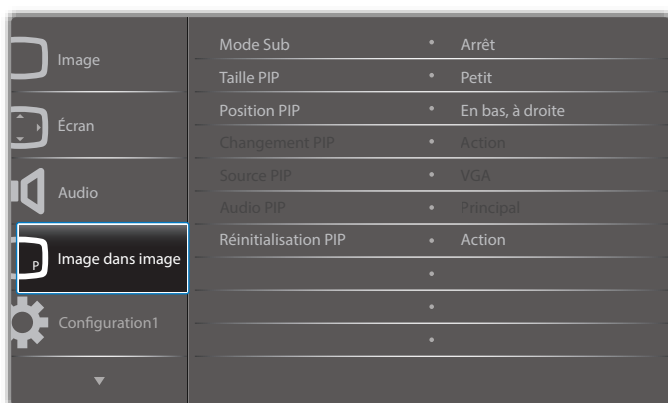 Image
Écran
Audio
P
Image dans image
Configuration1
Mode Sub • Arrêt
Taille PIP • Petit
Position PIP • En bas, à droite
Changement PIP • Action
Source PIP • VGA
Audio PIP • Principal
Réinitialisation PIP • Action
•
•
•